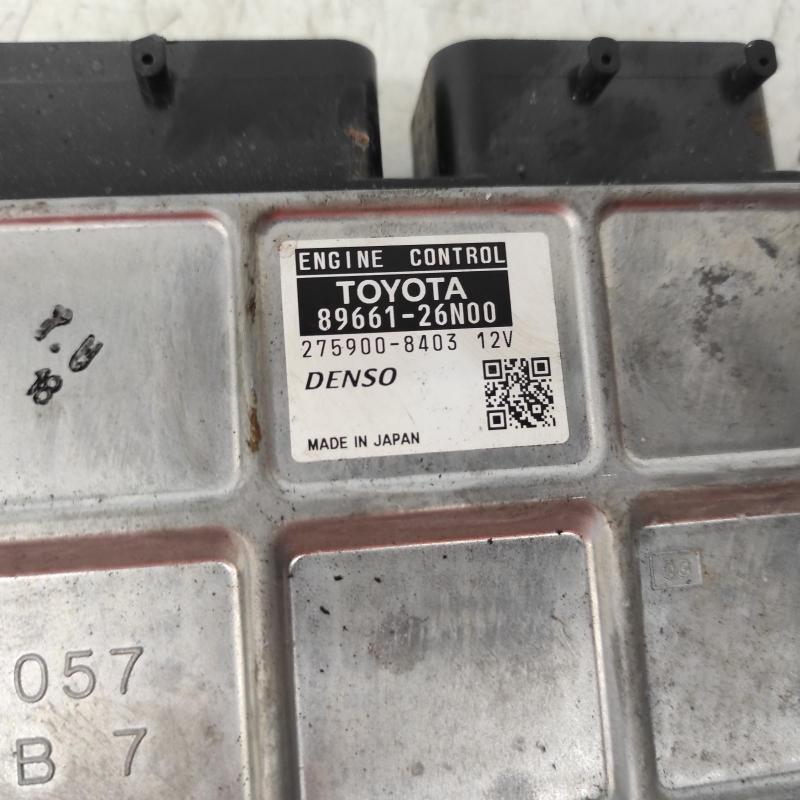 ENGINE CONTROL
TOYOTA
89661-26N00
275900-8403 12V
DENSO
MADE IN JAPAN
057
B 7